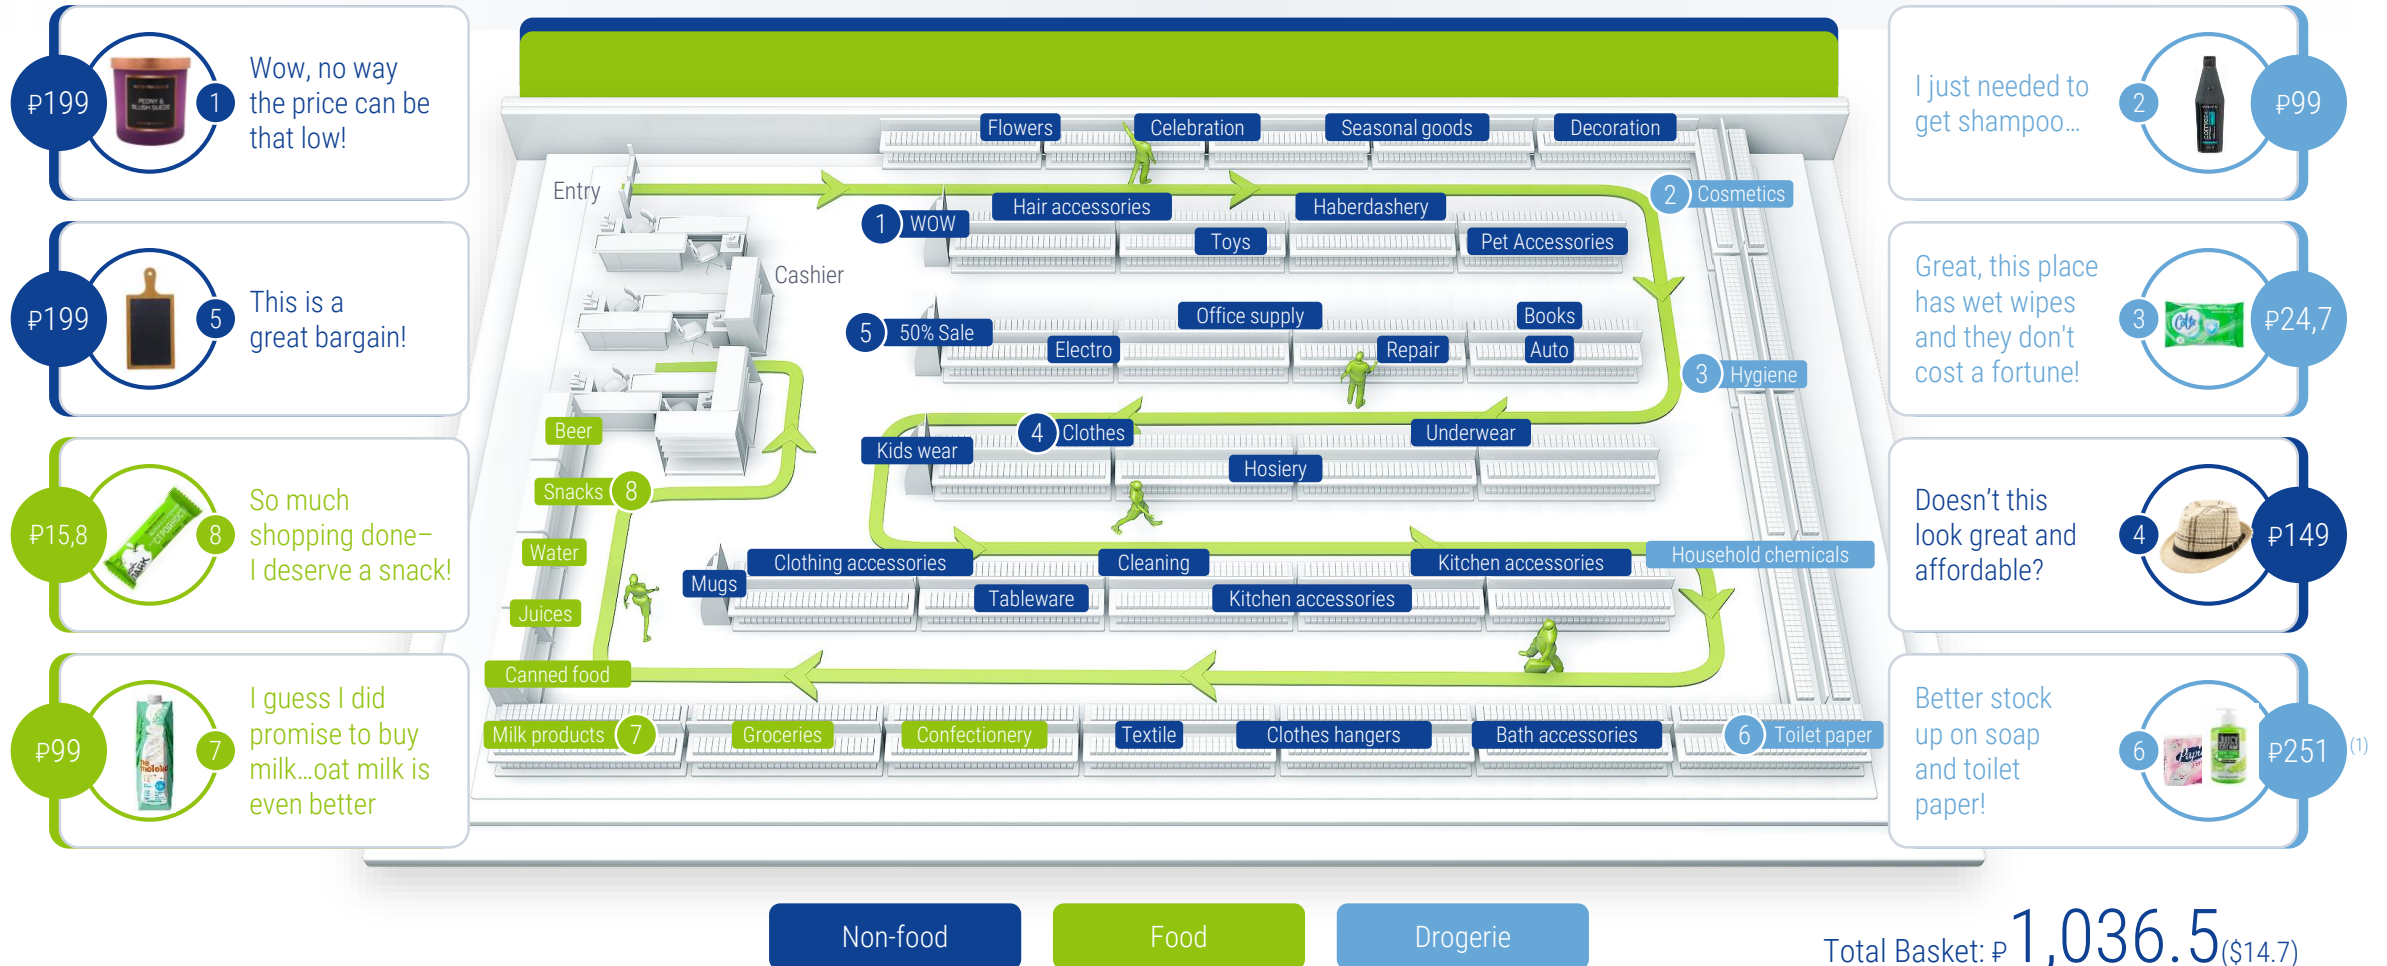 ₽199
1
Wow, no way
the price can be
that low!
₽199
5
This is a
great bargain!
₽15,8
8
So much
shopping done–
I deserve a snack!
₽99
7
I guess I did
promise to buy
milk...oat milk is
even better
Flowers
Celebration
Seasonal goods
Decoration
Entry
2 Cosmetics
Hair accessories
Haberdashery
1 WOW
Toys
Pet Accessories
Cashier
Office supply
Books
5 50% Sale
Electro
Repair
Auto
3 Hygiene
Beer
4 Clothes
Underwear
Kids wear
Hosiery
Snacks 8
Water
Clothing accessories
Cleaning
Kitchen accessories
Household chemicals
Mugs
Tableware
Kitchen accessories
Juices
Canned food
Milk products 7
Groceries
Confectionery
Textile
Clothes hangers
Bath accessories
6 Toilet paper
I just needed to
get shampoo...
2
₽99
Great, this place
has wet wipes
and they don't
cost a fortune!
3
₽24,7
Doesn’t this
look great and
affordable?
4
₽149
Better stock
up on soap
and toilet
paper!
6
₽251 (1)
Non-food
Food
Drogerie
Total Basket: ₽ 1,036.5 ($14.7)